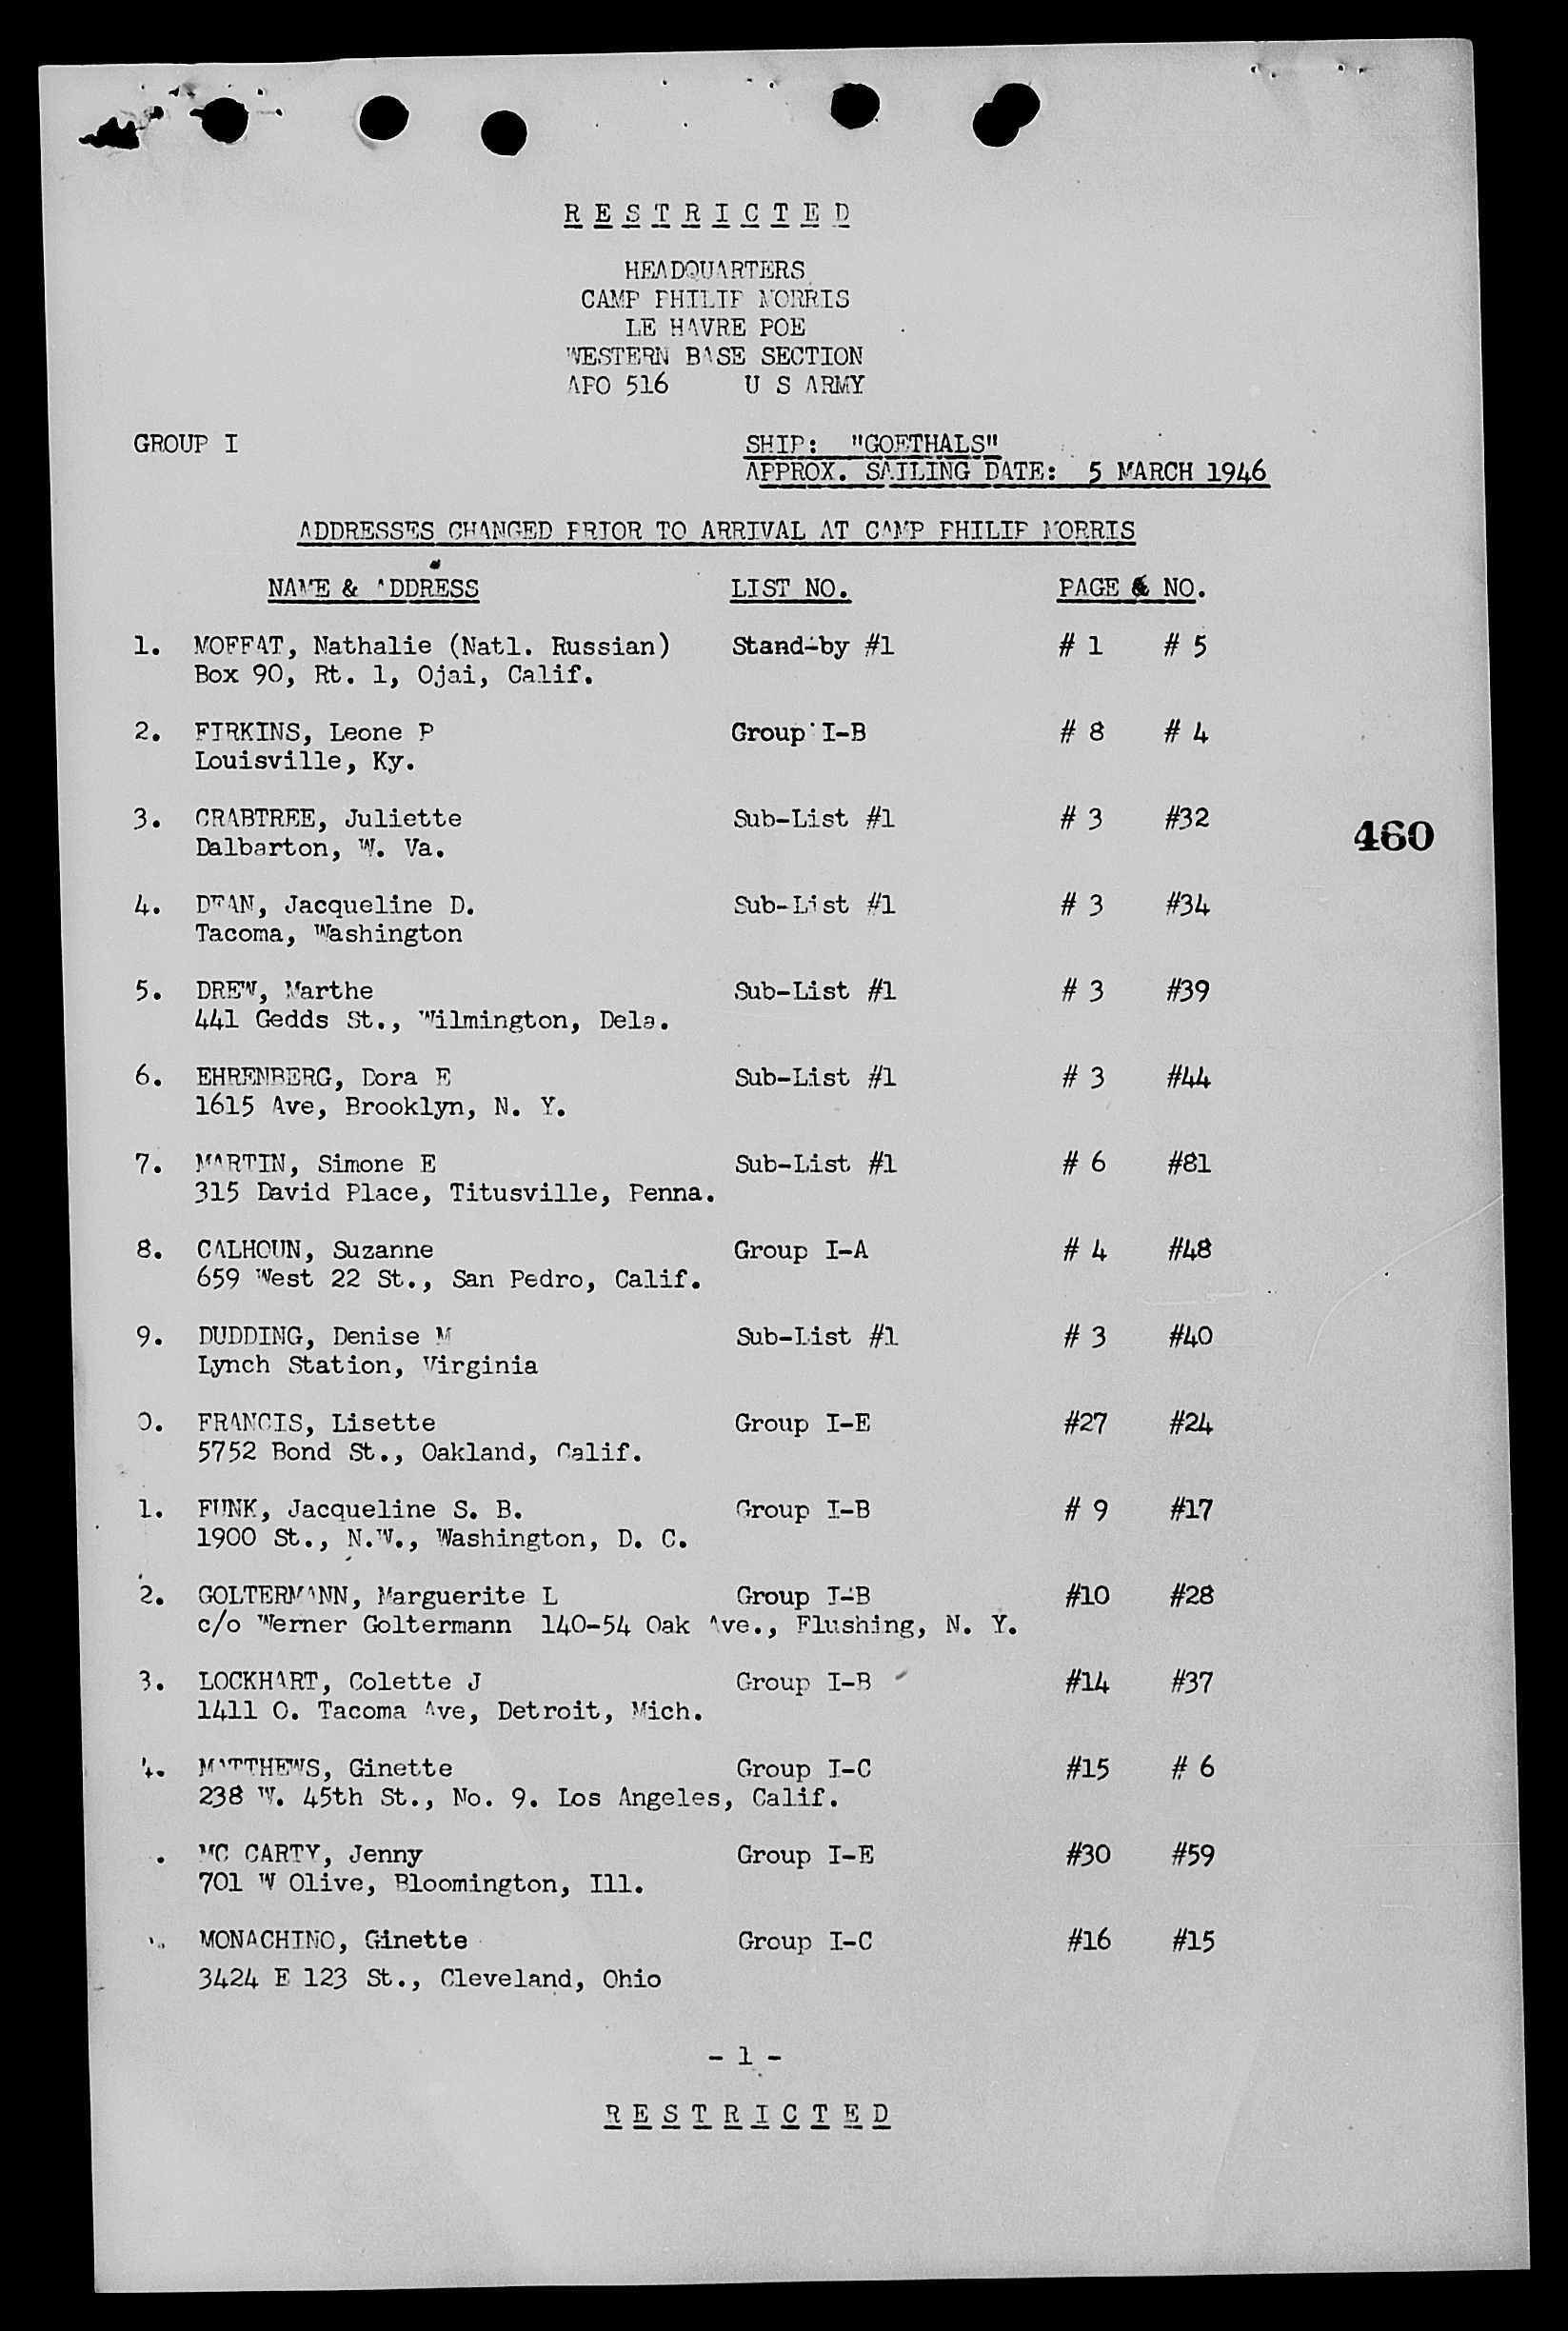 R E S T R I C T E D
HEADQUARTERS
CAMP PHILIP MORRIS
LE HAVRE POE
WESTERN BASE SECTION
APO 516 U S ARMY
GROUP I SHIP: "GOETHALS"
APPROX. SAILING DATE: 5 MARCH 1946
ADDRESSES CHANGED PRIOR TO ARRIVAL AT CAMP PHILIP MORRIS
NAME & ADDRESS LIST NO. PAGE & NO.
1. MOFFAT, Nathalie (Natl. Russian) Stand-by #1 # 1 # 5
Box 90, Rt. 1, Ojai, Calif.
2. FIRKINS, Leone P Group I-B # 8 # 4
Louisville, Ky.
3. CRABTREE, Juliette Sub-List #1 # 3 #32
Dalbarton, W. Va.
460
4. DEAN, Jacqueline D. Sub-List #1 # 3 #34
Tacoma, Washington
5. DREW, Marthe Sub-List #1 # 3 #39
441 Gedds St., Wilmington, Dela.
6. EHRENBERG, Dora E Sub-List #1 # 3 #44
1615 Ave, Brooklyn, N. Y.
7. MARTIN, Simone E Sub-List #1 # 6 #81
315 David Place, Titusville, Penna.
8. CALHOUN, Suzanne Group I-A # 4 #48
659 West 22 St., San Pedro, Calif.
9. DUDDING, Denise M Sub-List #1 # 3 #40
Lynch Station, Virginia
0. FRANCIS, Lisette Group I-E #27 #24
5752 Bond St., Oakland, Calif.
1. FUNK, Jacqueline S. B. Group I-B # 9 #17
1900 St., N.W., Washington, D. C.
2. GOLTERMANN, Marguerite L Group I-B #10 #28
c/o Werner Goltermann 140-54 Oak Ave., Flushing, N. Y.
3. LOCKHART, Colette J Group I-B #14 #37
1411 O. Tacoma Ave, Detroit, Mich.
4. MATTHEWS, Ginette Group I-C #15 # 6
238 W. 45th St., No. 9. Los Angeles, Calif.
. MC CARTY, Jenny Group I-E #30 #59
701 W Olive, Bloomington, Ill.
MONACHINO, Ginette Group I-C #16 #15
3424 E 123 St., Cleveland, Ohio
- 1 -
R E S T R I C T E D